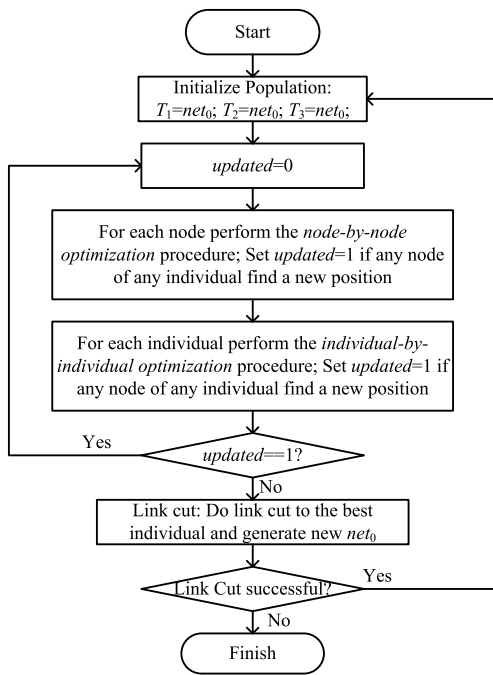 Start
Initialize Population:
T1=net0; T2=net0; T3=net0;
updated=0
For each node perform the node-by-node
optimization procedure; Set updated=1 if any node
of any individual find a new position
For each individual perform the individual-by-
individual optimization procedure; Set updated=1 if
any node of any individual find a new position
Yes
updated==1?
No
Link cut: Do link cut to the best
individual and generate new net0
Link Cut successful?
Yes
No
Finish